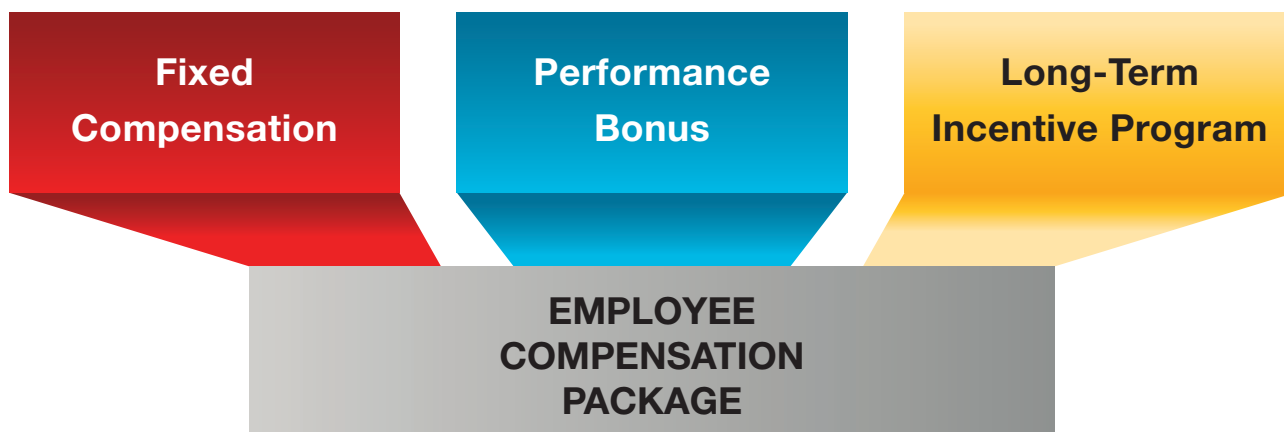 Fixed
Compensation
Performance
Bonus
Long-Term
Incentive Program
EMPLOYEE
COMPENSATION
PACKAGE